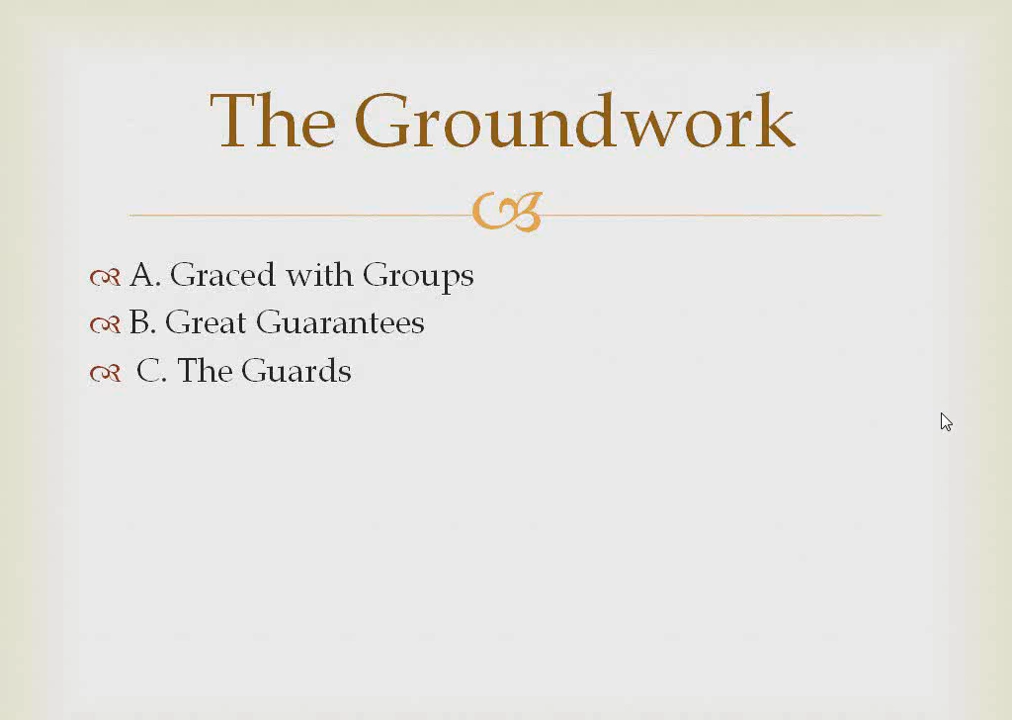 The Groundwork
A. Graced with Groups
B. Great Guarantees
C. The Guards